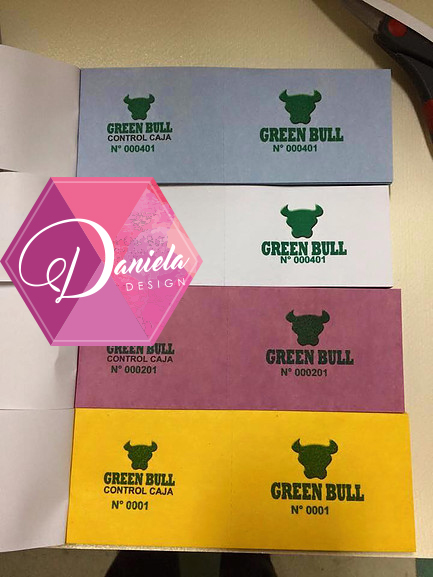 GREEN BULL
CONTROL CAJA
N° 000401
GREEN BULL
N° 000401
GREEN BULL
N° 000401
Daniela
DESIGN
GREEN BULL
CONTROL CAJA
N° 000201
GREEN BULL
N° 000201
GREEN BULL
CONTROL CAJA
N° 0001
GREEN BULL
N° 0001